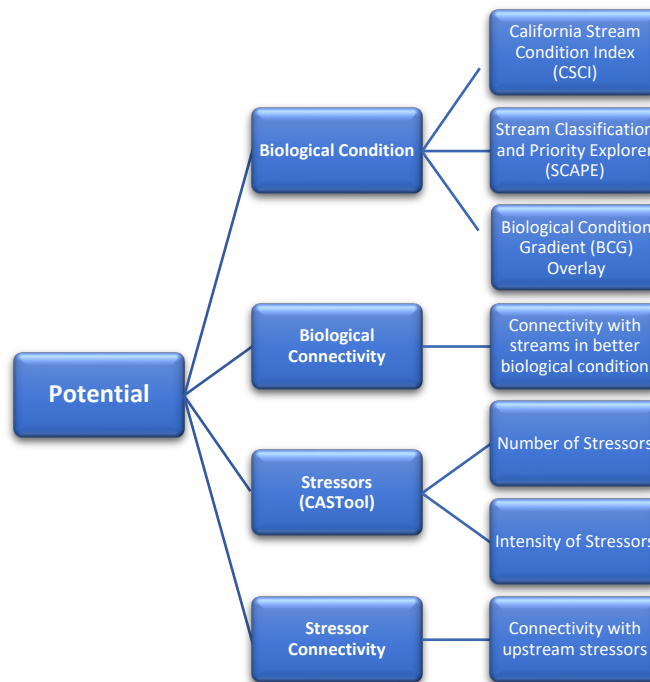 Potential
Biological Condition
California Stream
Condition Index
(CSCI)
Stream Classification
and Priority Explorer
(SCAPE)
Biological Condition
Gradient (BCG)
Overlay
Biological
Connectivity
Connectivity with
streams in better
biological condition
Stressors
(CASTool)
Number of Stressors
Intensity of Stressors
Stressor
Connectivity
Connectivity with
upstream stressors